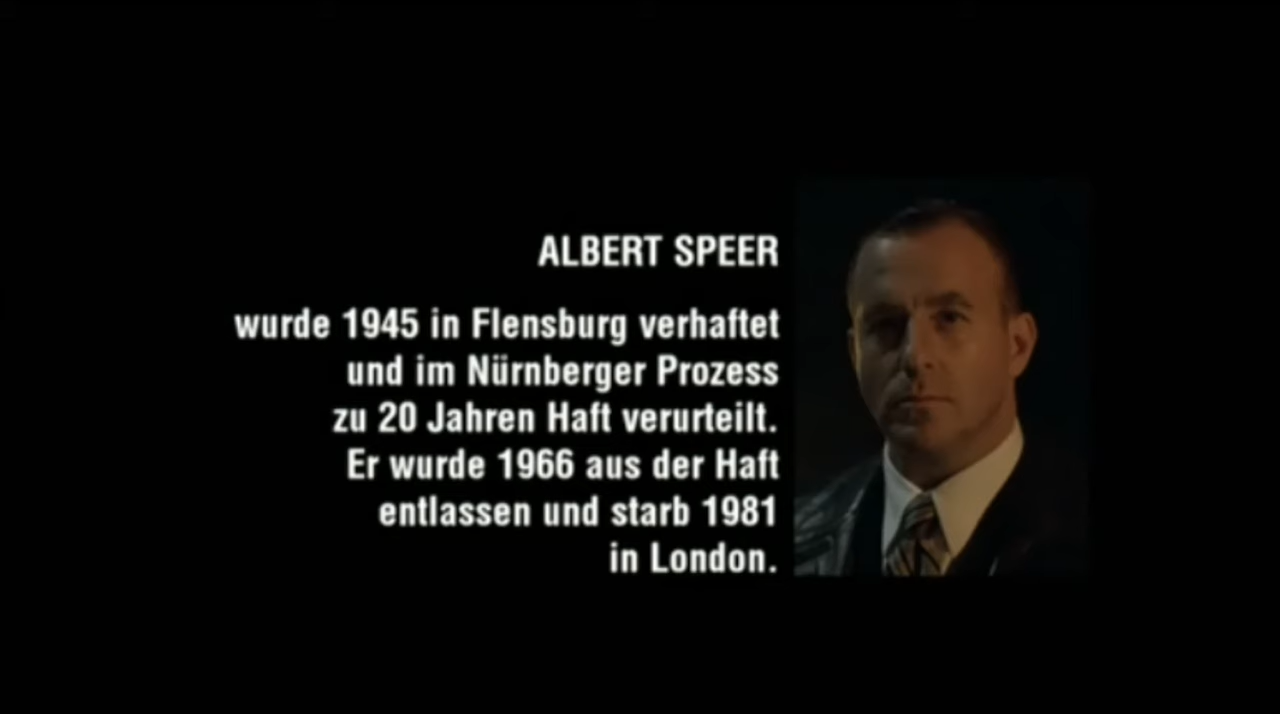 ALBERT SPEER
wurde 1945 in Flensburg verhaftet
und im Nürnberger Prozess
zu 20 Jahren Haft verurteilt.
Er wurde 1966 aus der Haft
entlassen und starb 1981
in London.